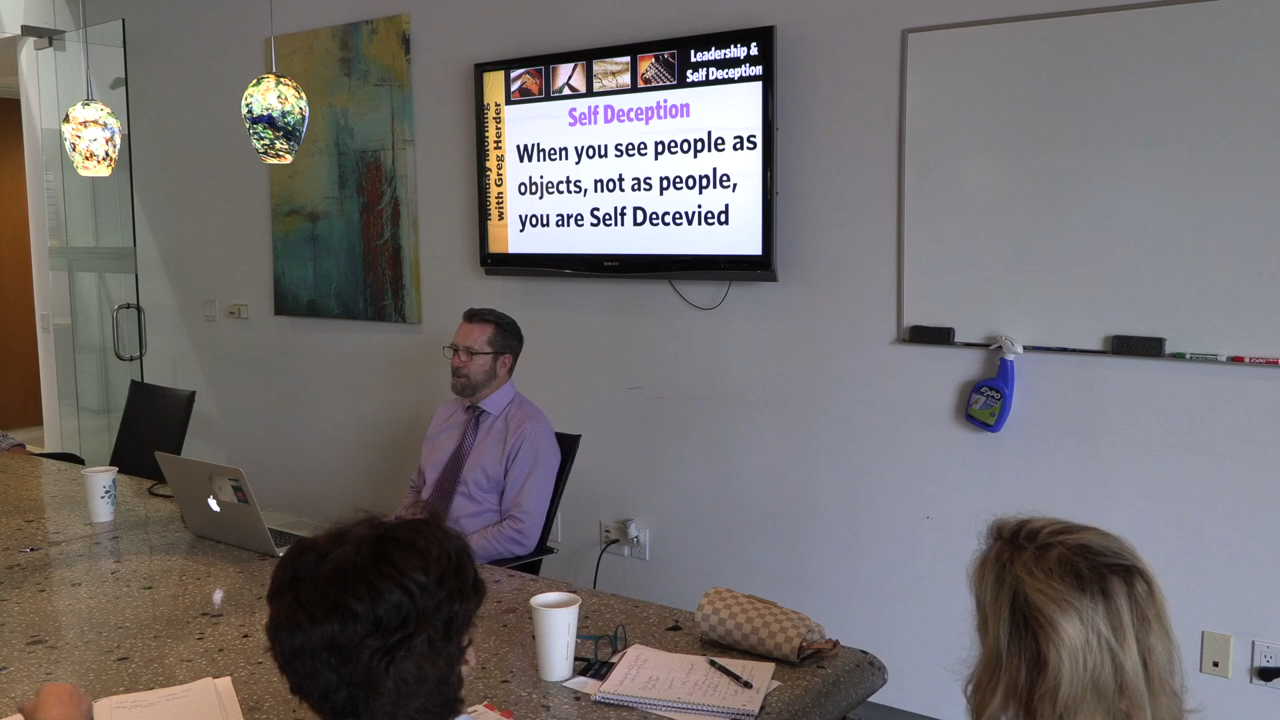 Leadership &
Self Deception
Monday Morning
with Greg Herder
Self Deception
When you see people as
objects, not as people,
you are Self Decevied
EXPO